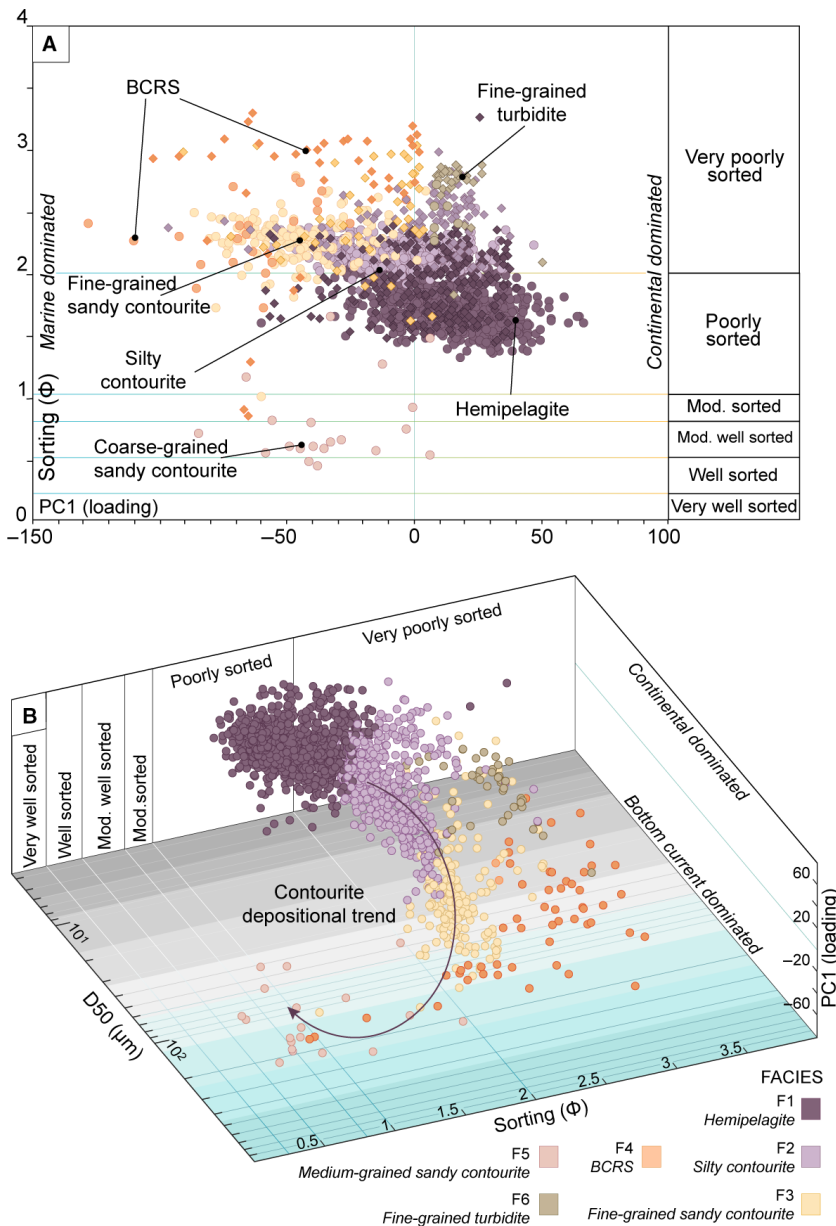 A
4
3
2
1
0
Sorting (Φ)
Marine dominated
BCRS
Fine-grained
turbidite
Fine-grained
sandy contourite
Silty
contourite
Coarse-grained
sandy contourite
Hemipelagite
Continental dominated
Very poorly
sorted
Poorly
sorted
Mod. sorted
Mod. well sorted
Well sorted
Very well sorted
PC1 (loading)
−150
−50
0
50
100
B
Very well sorted
Well sorted
Mod. well sorted
Mod.sorted
Poorly sorted
Very poorly sorted
Continental dominated
Bottom current dominated
Contourite
depositional trend
D50 (µm)
10¹
10²
0.5
1
1.5
2
2.5
3
3.5
Sorting (Φ)
60
20
−20
−60
PC1 (loading)
FACIES
F1
Hemipelagite
F5 F4 F2
Medium-grained sandy contourite BCRS Silty contourite
F6 F3
Fine-grained turbidite Fine-grained sandy contourite